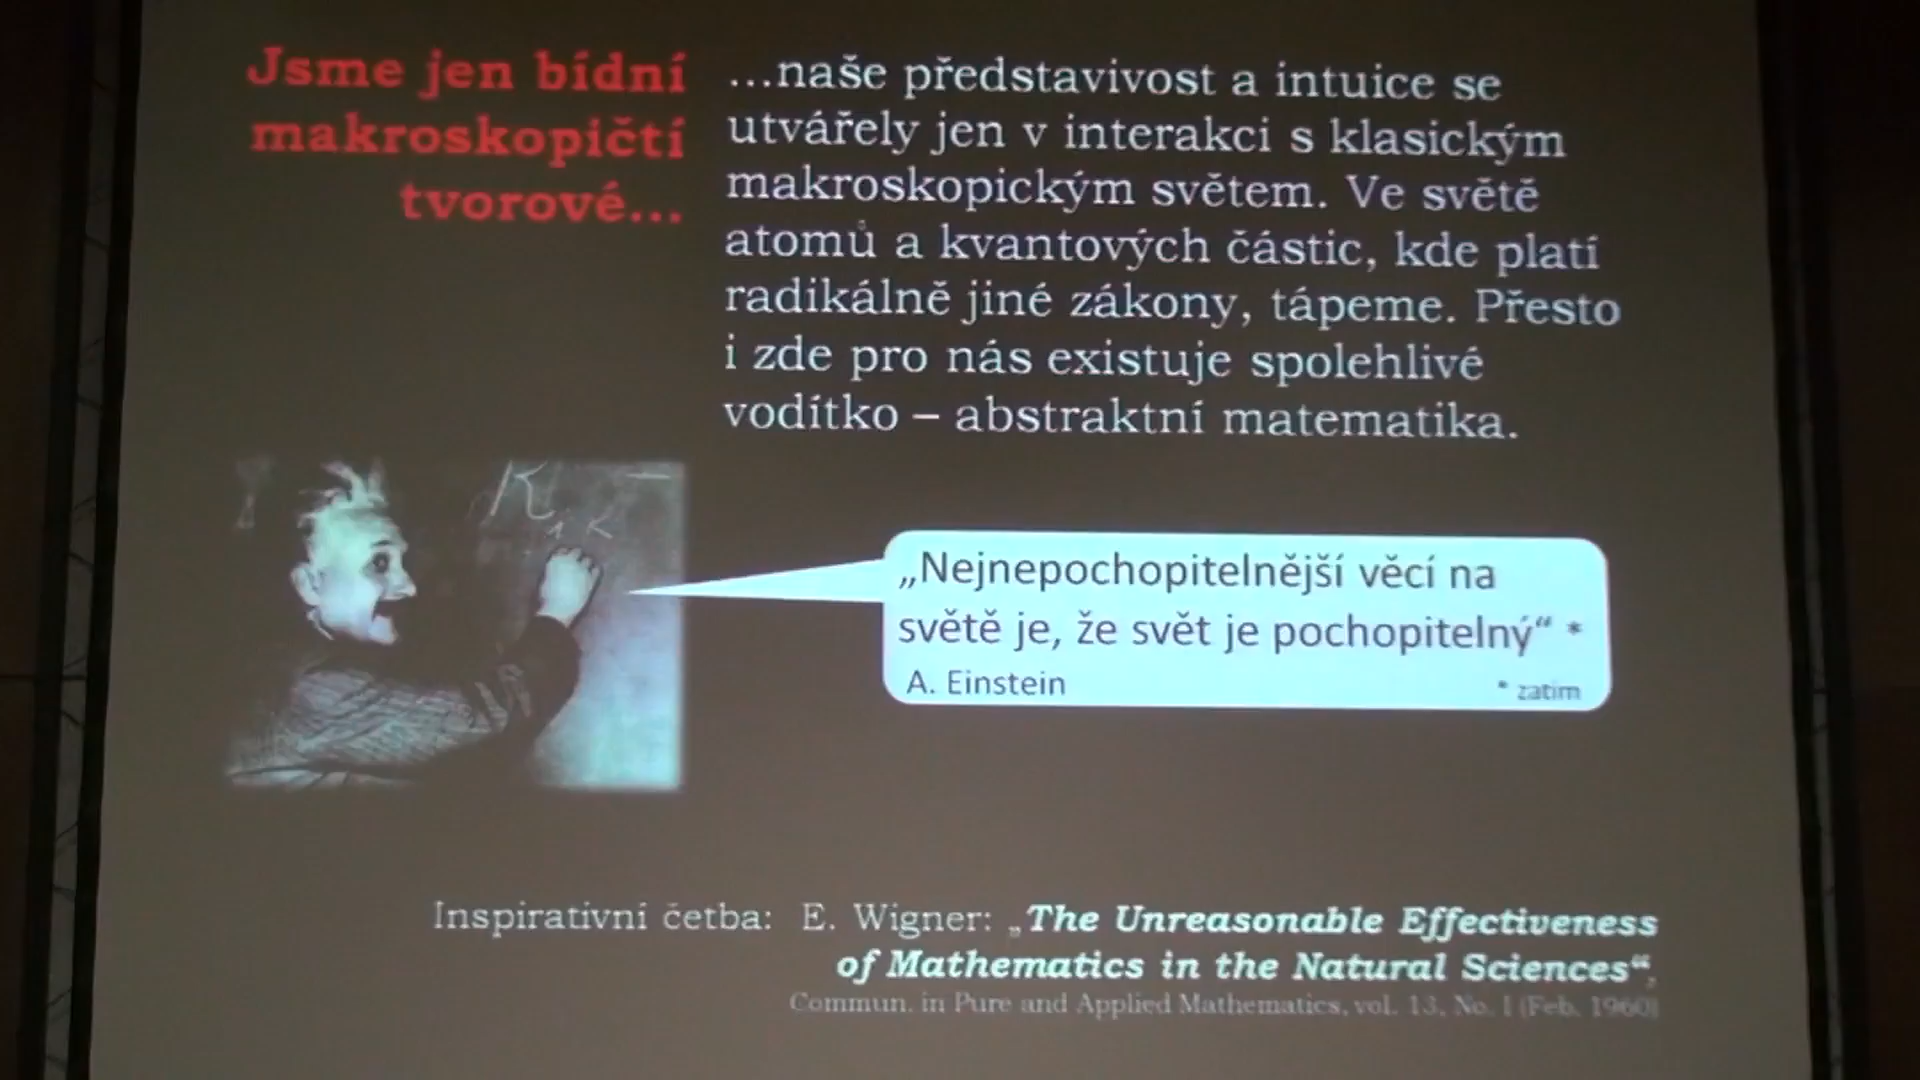 Jsme jen bídní
makroskopičtí
tvorové...
...naše představivost a intuice se
utvářely jen v interakci s klasickým
makroskopickým světem. Ve světě
atomů a kvantových částic, kde platí
radikálně jiné zákony, tápeme. Přesto
i zde pro nás existuje spolehlivé
vodítko – abstraktní matematika.
„Nejnepochopitelnější věcí na
světě je, že svět je pochopitelný“ *
A. Einstein
* zatím
Inspirativní četba: E. Wigner: „The Unreasonable Effectiveness
of Mathematics in the Natural Sciences“,
Commun. in Pure and Applied Mathematics, vol. 13, No. I (Feb. 1960)